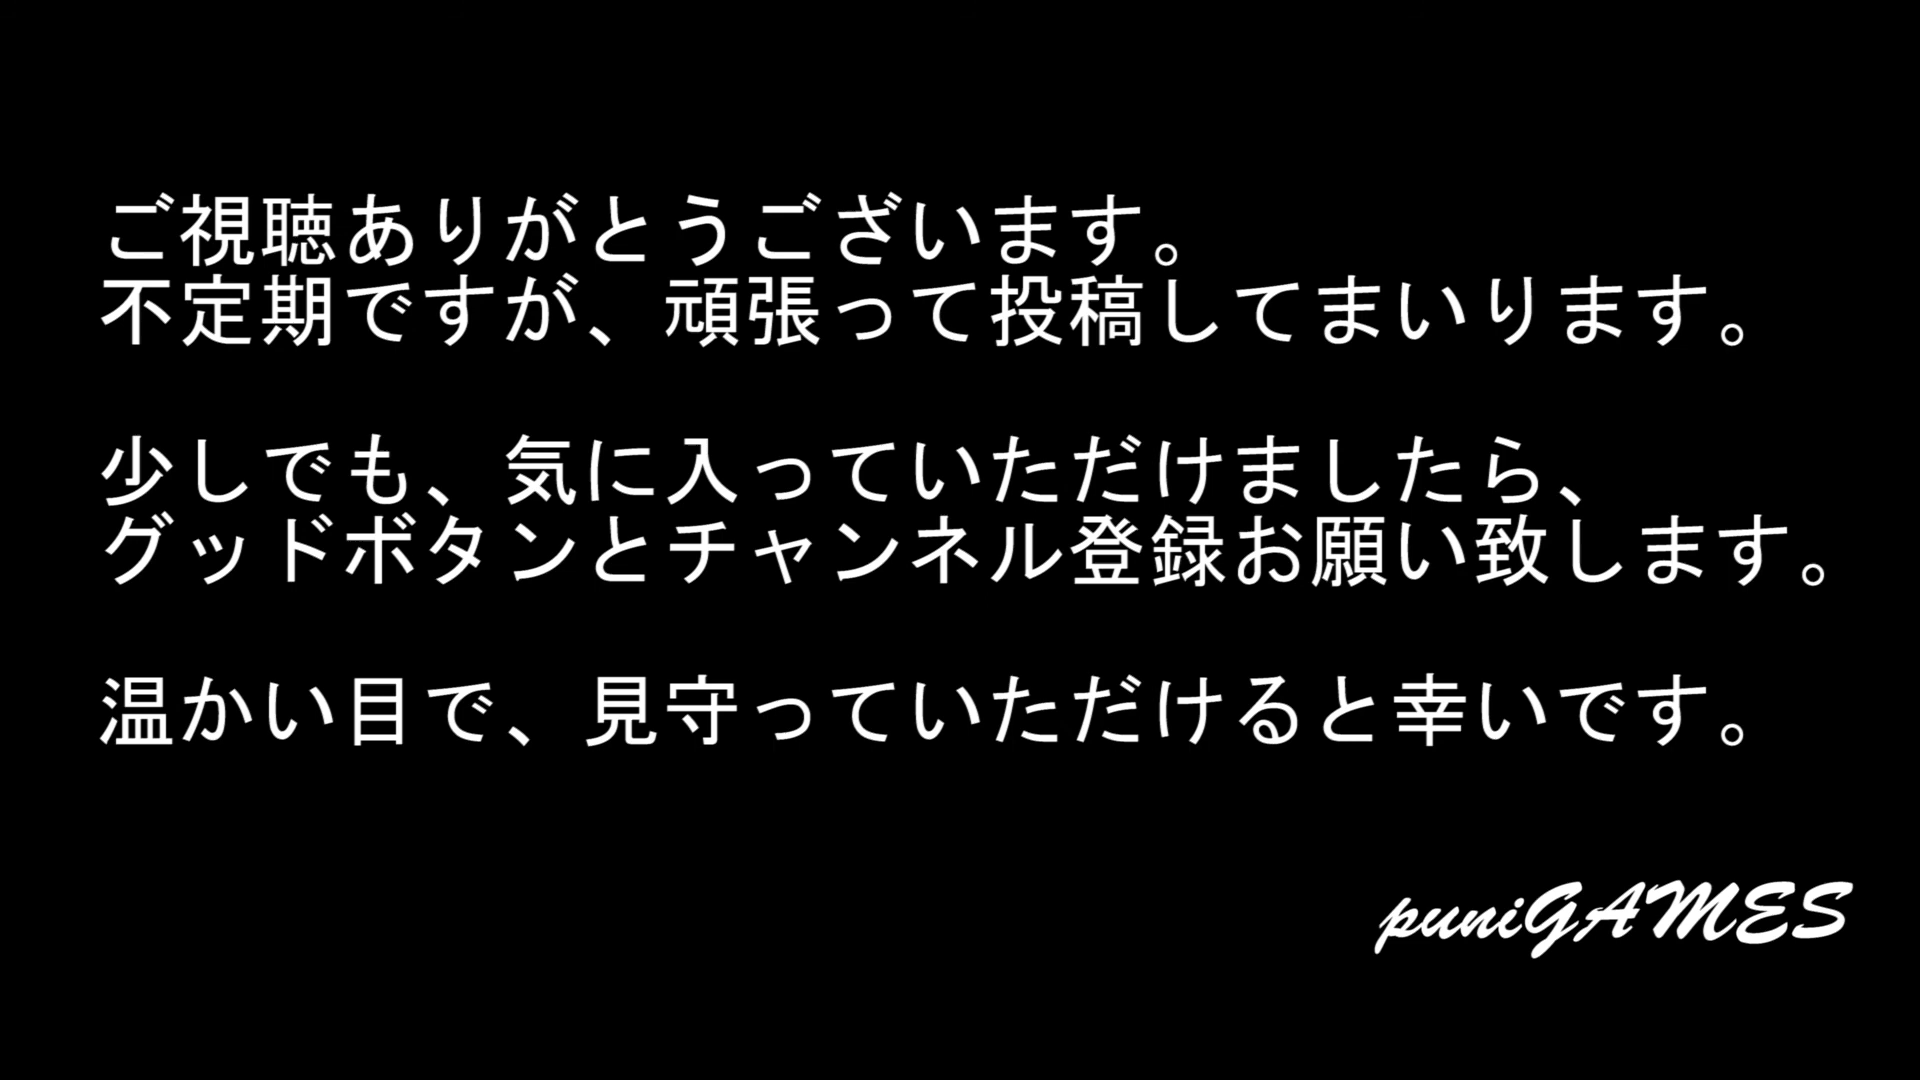 ご視聴ありがとうございます。
不定期ですが、頑張って投稿してまいります。
少しでも、気に入っていただけましたら、
グッドボタンとチャンネル登録お願い致します。
温かい目で、見守っていただけると幸いです。
puniGAMES